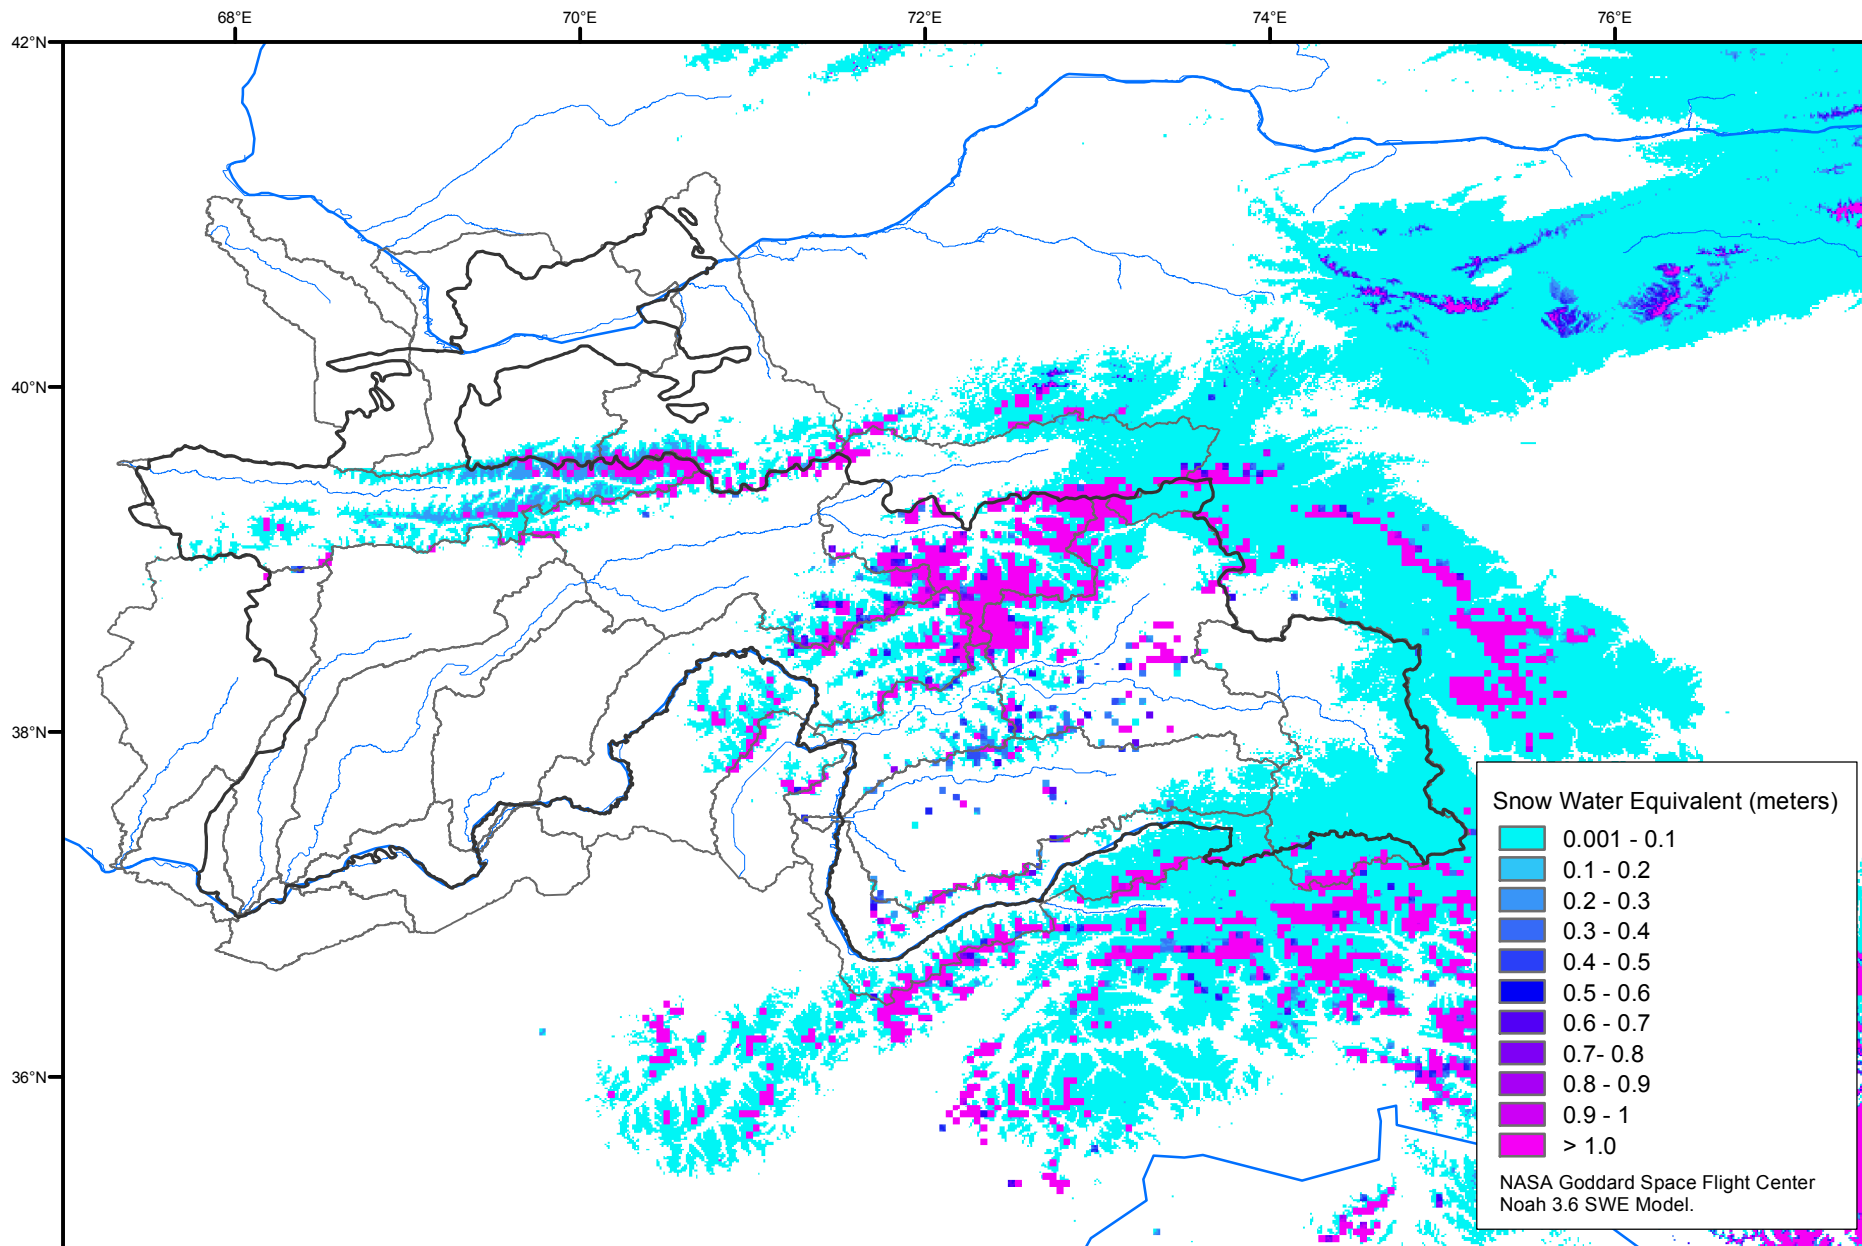 68°E
70°E
72°E
74°E
76°E
42°N
40°N
38°N
36°N
Snow Water Equivalent (meters)
0.001 - 0.1
0.1 - 0.2
0.2 - 0.3
0.3 - 0.4
0.4 - 0.5
0.5 - 0.6
0.6 - 0.7
0.7- 0.8
0.8 - 0.9
0.9 - 1
> 1.0
NASA Goddard Space Flight Center
Noah 3.6 SWE Model.